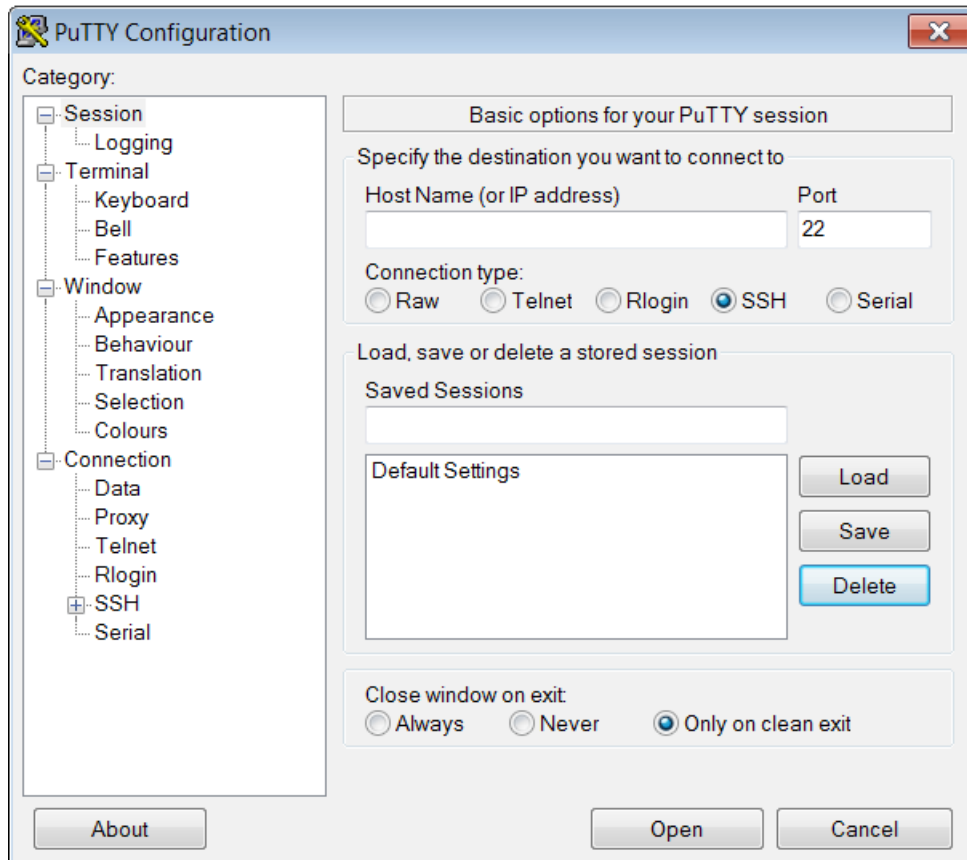 PuTTY Configuration
Category:
Session
Logging
Terminal
Keyboard
Bell
Features
Window
Appearance
Behaviour
Translation
Selection
Colours
Connection
Data
Proxy
Telnet
Rlogin
SSH
Serial
Basic options for your PuTTY session
Specify the destination you want to connect to
Host Name (or IP address) Port
22
Connection type:
Raw Telnet Rlogin SSH Serial
Load, save or delete a stored session
Saved Sessions
Default Settings
Load
Save
Delete
Close window on exit:
Always Never Only on clean exit
About Open Cancel